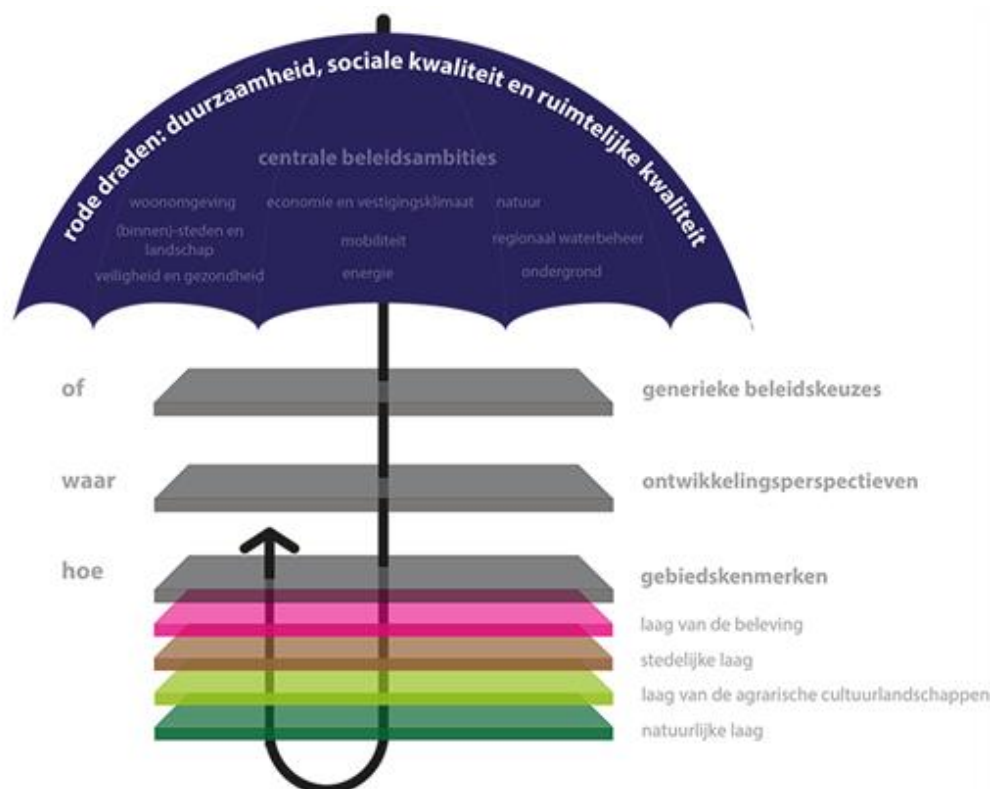 rode draden: duurzaamheid, sociale kwaliteit en ruimtelijke kwaliteit
centrale beleidsambities
woonomgeving economie en vestigingsklimaat natuur
(binnen)-steden en
landschap
mobiliteit
regionaal waterbeheer
veiligheid en gezondheid energie ondergrond
of generieke beleidskeuzes
waar ontwikkelingsperspectieven
hoe gebiedskenmerken
laag van de beleving
stedelijke laag
laag van de agrarische cultuurlandschappen
natuurlijke laag